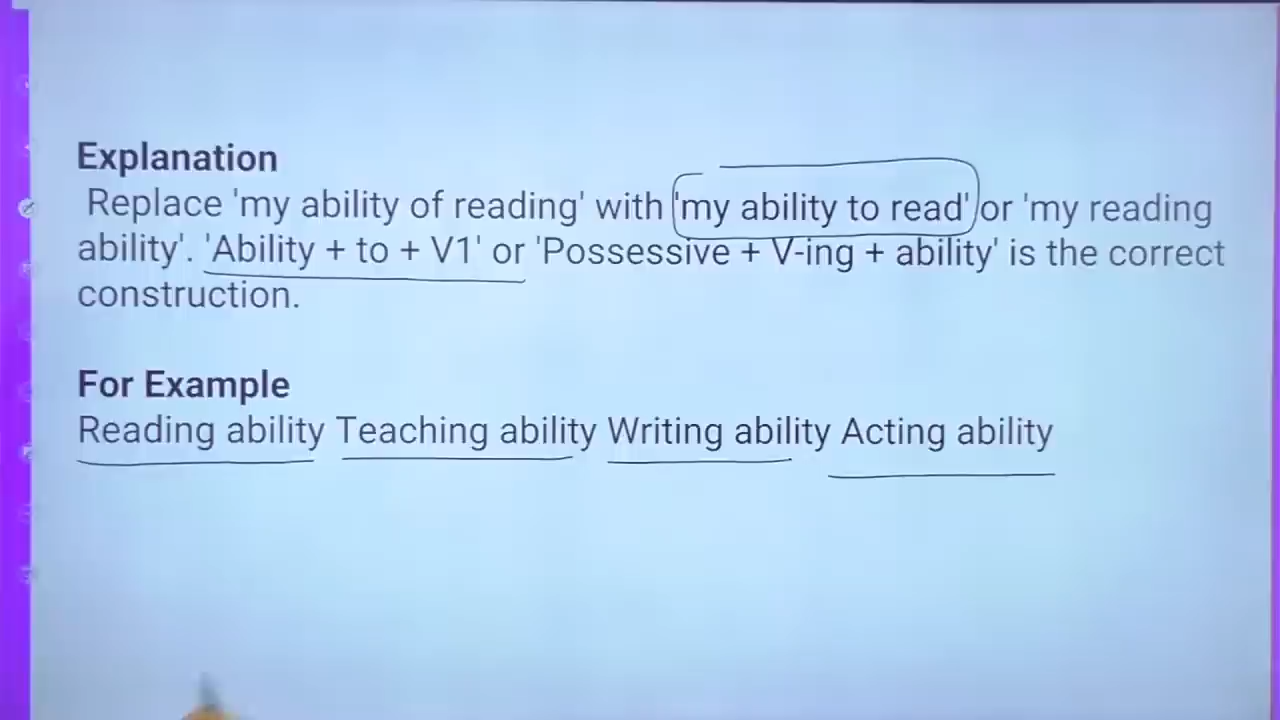 Explanation
Replace 'my ability of reading' with 'my ability to read' or 'my reading
ability'. 'Ability + to + V1' or 'Possessive + V-ing + ability' is the correct
construction.
For Example
Reading ability Teaching ability Writing ability Acting ability